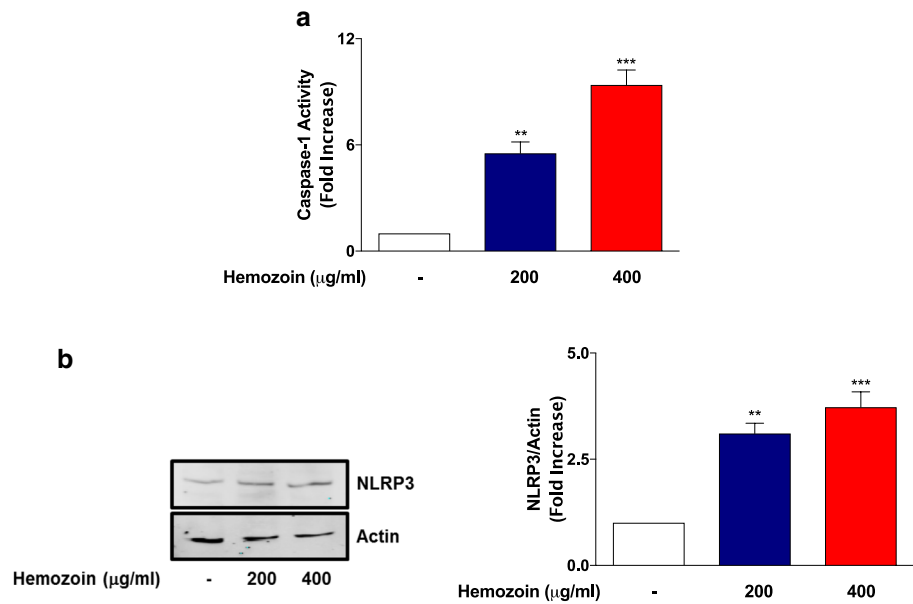 a
Caspase-1 Activity
(Fold Increase)
12
6
0
**
***
Hemozoin (μg/ml) - 200 400
b
NLRP3
Actin
Hemozoin (μg/ml) - 200 400
NLRP3/Actin
(Fold Increase)
5.0
2.5
0.0
**
***
Hemozoin (μg/ml) - 200 400